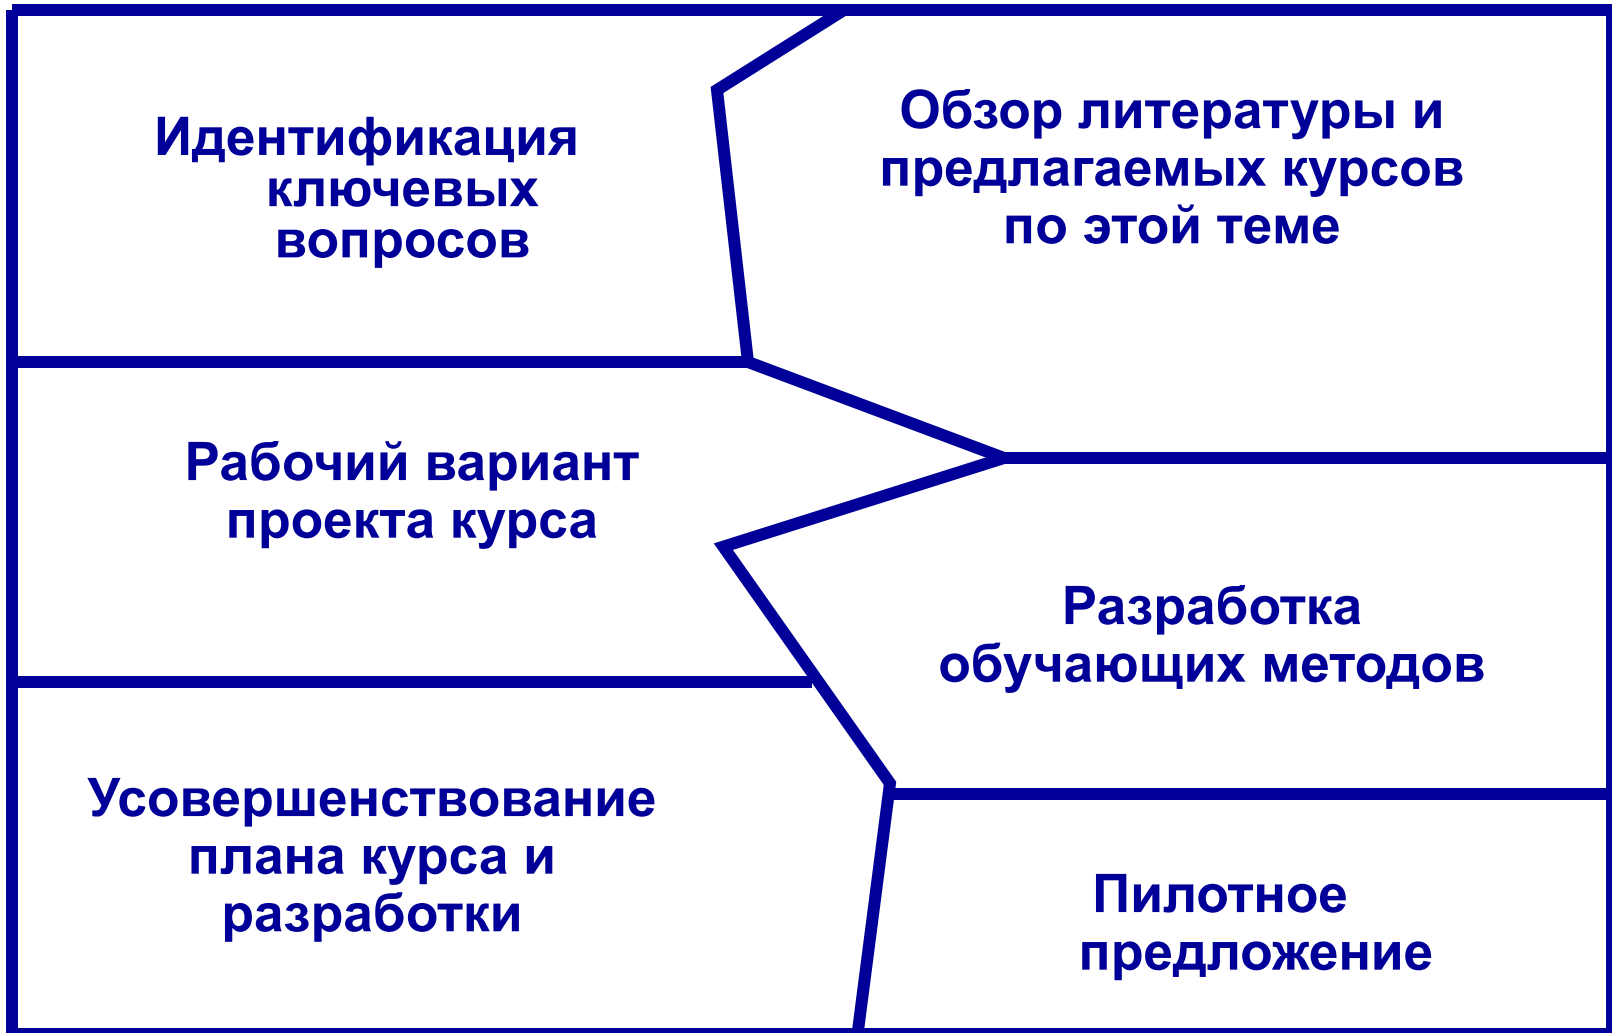 Идентификация
ключевых
вопросов
Обзор литературы и
предлагаемых курсов
по этой теме
Рабочий вариант
проекта курса
Разработка
обучающих методов
Усовершенствование
плана курса и
разработки
Пилотное
предложение